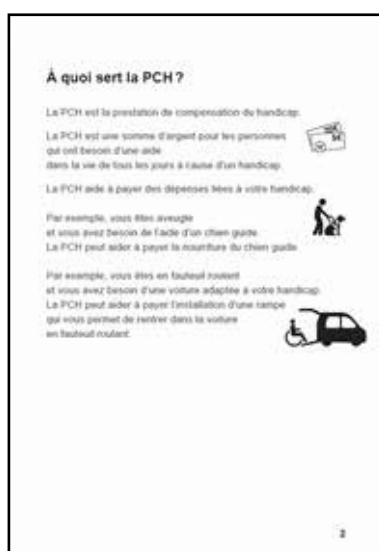 À quoi sert la PCH ?
La PCH est la prestation de compensation du handicap.
La PCH est une somme d'argent pour les personnes
qui ont besoin d'une aide
dans la vie de tous les jours à cause d'un handicap.
La PCH aide à payer des dépenses liées à votre handicap.
Par exemple, vous êtes aveugle
et vous avez besoin de l'aide d'un chien guide.
La PCH peut aider à payer la nourriture du chien guide
Par exemple, vous êtes en fauteuil roulant
et vous avez besoin d'une voiture adaptée à votre handicap.
La PCH peut aider à payer l'installation d'une rampe
qui vous permet de rentrer dans la voiture
en fauteuil roulant.
2